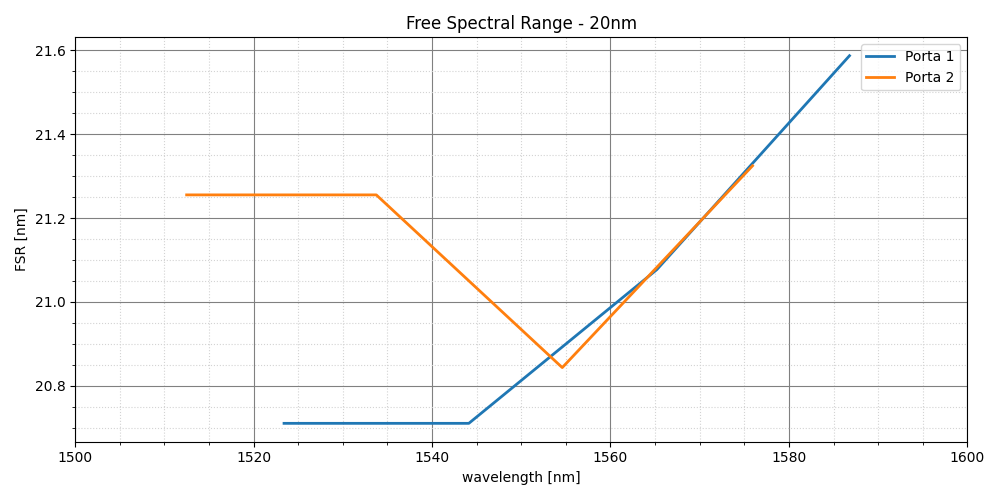 Free Spectral Range - 20nm
Porta 1
Porta 2
FSR [nm]
21.6
21.4
21.2
21.0
20.8
1500 1520 1540 1560 1580 1600
wavelength [nm]